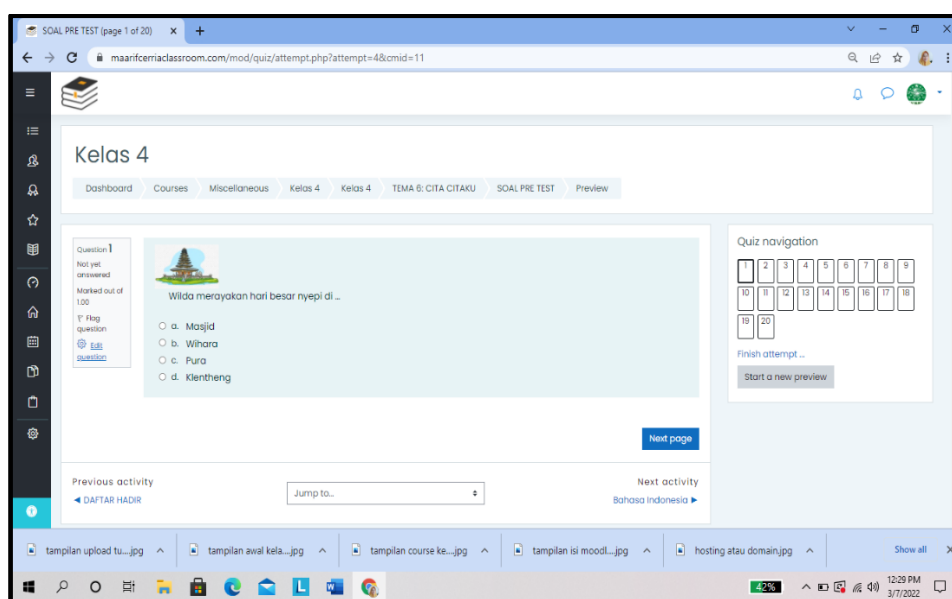 SOAL PRE TEST (page 1 of 20)
maarifcerriaclassroom.com/mod/quiz/attempt.php?attempt=4&cmid=11
Kelas 4
Dashboard Courses Miscellaneous Kelas 4 Kelas 4 TEMA 6: CITA CITAKU SOAL PRE TEST Preview
Question 1
Not yet
answered
Marked out of
1.00
Flag
question
Edit
question
Wilda merayakan hari besar nyepi di ...
a. Masjid
b. Wihara
c. Pura
d. Klentheng
Next page
Quiz navigation
1 2 3 4 5 6 7 8 9
10 11 12 13 14 15 16 17 18
19 20
Finish attempt ...
Start a new preview
Previous activity
◄ DAFTAR HADIR
Jump to...
Next activity
Bahasa Indonesia ►
tampilan upload tu....jpg tampilan awal kela....jpg tampilan course ke....jpg tampilan isi moodl....jpg hosting atau domain.jpg Show all
42% 12:29 PM
3/7/2022